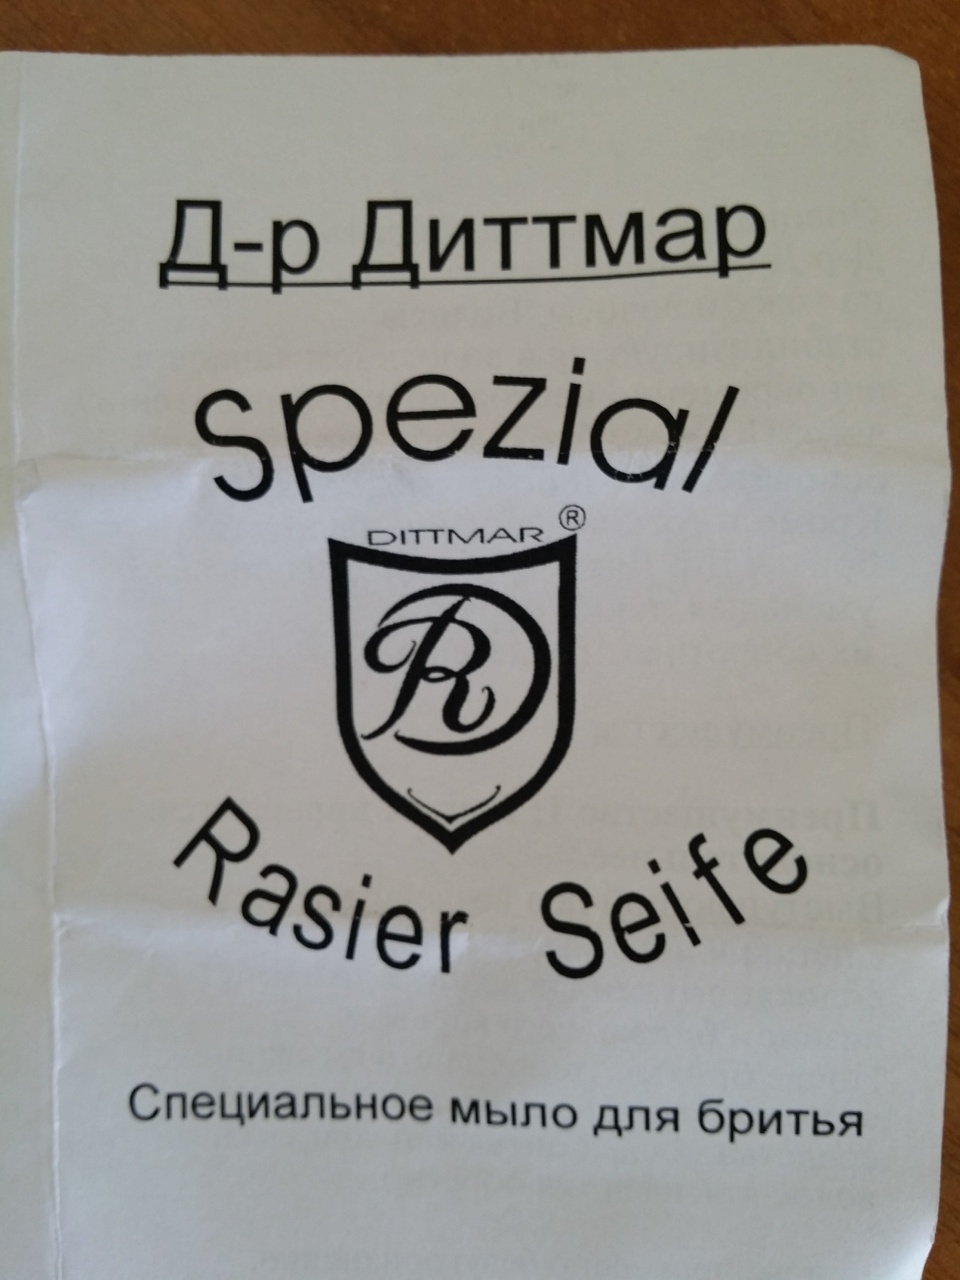 Д-р Диттмар
Spezial
DITTMAR ®
RD
Rasier Seife
Специальное мыло для бритья